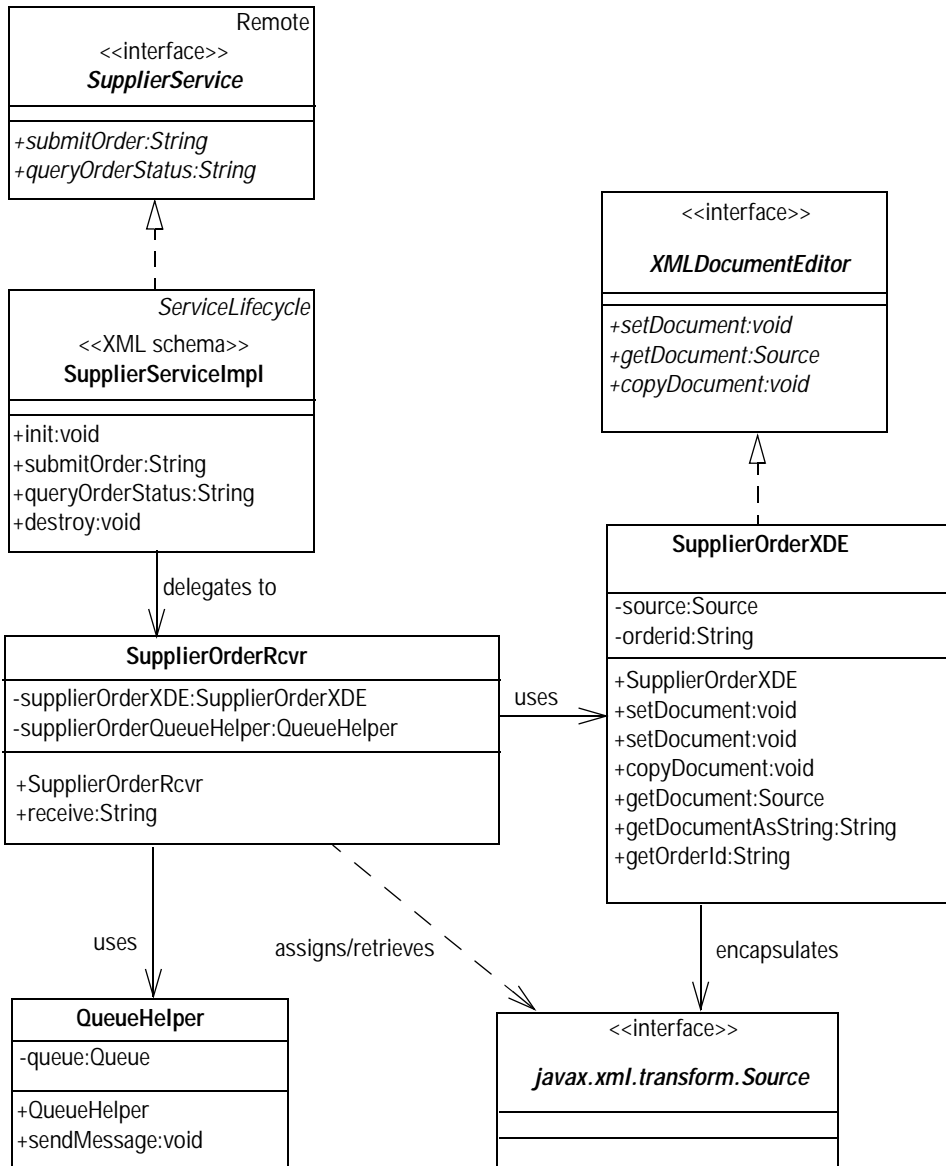 Remote
<<interface>>
SupplierService
+submitOrder:String
+queryOrderStatus:String
<<interface>>
XMLDocumentEditor
+setDocument:void
+getDocument:Source
+copyDocument:void
ServiceLifecycle
<<XML schema>>
SupplierServiceImpl
+init:void
+submitOrder:String
+queryOrderStatus:String
+destroy:void
delegates to
SupplierOrderXDE
-source:Source
-orderid:String
+SupplierOrderXDE
+setDocument:void
+setDocument:void
+copyDocument:void
+getDocument:Source
+getDocumentAsString:String
+getOrderId:String
SupplierOrderRcvr
-supplierOrderXDE:SupplierOrderXDE
-supplierOrderQueueHelper:QueueHelper
+SupplierOrderRcvr
+receive:String
uses
uses
assigns/retrieves
encapsulates
QueueHelper
-queue:Queue
+QueueHelper
+sendMessage:void
<<interface>>
javax.xml.transform.Source